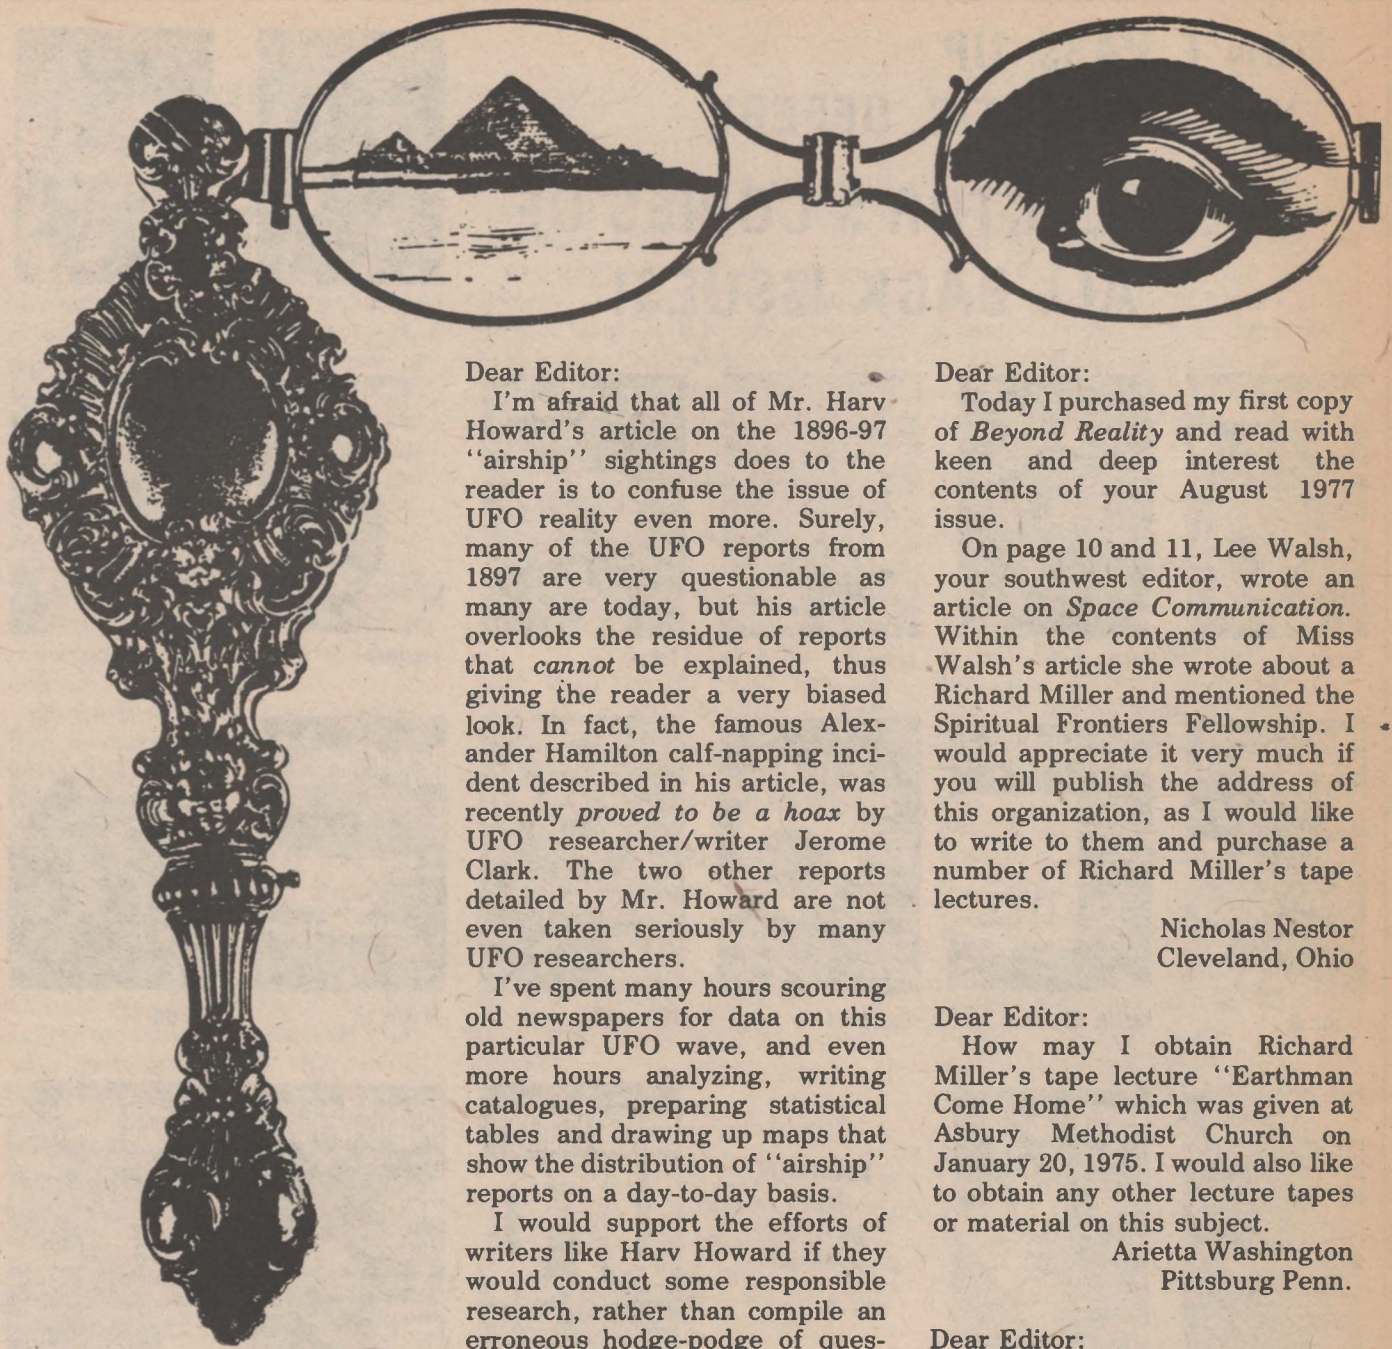 Dear Editor:
I'm afraid that all of Mr. Harv
Howard's article on the 1896-97
"airship" sightings does to the
reader is to confuse the issue of
UFO reality even more. Surely,
many of the UFO reports from
1897 are very questionable as
many are today, but his article
overlooks the residue of reports
that cannot be explained, thus
giving the reader a very biased
look. In fact, the famous Alex-
ander Hamilton calf-napping inci-
dent described in his article, was
recently proved to be a hoax by
UFO researcher/writer Jerome
Clark. The two other reports
detailed by Mr. Howard are not
even taken seriously by many
UFO researchers.
I've spent many hours scouring
old newspapers for data on this
particular UFO wave, and even
more hours analyzing, writing
catalogues, preparing statistical
tables and drawing up maps that
show the distribution of "airship"
reports on a day-to-day basis.
I would support the efforts of
writers like Harv Howard if they
would conduct some responsible
research, rather than compile an
erroneous hodge-podge of ques-
Dear Editor:
Today I purchased my first copy
of Beyond Reality and read with
keen and deep interest the
contents of your August 1977
issue.
On page 10 and 11, Lee Walsh,
your southwest editor, wrote an
article on Space Communication.
Within the contents of Miss
Walsh's article she wrote about a
Richard Miller and mentioned the
Spiritual Frontiers Fellowship. I
would appreciate it very much if
you will publish the address of
this organization, as I would like
to write to them and purchase a
number of Richard Miller's tape
lectures.
Nicholas Nestor
Cleveland, Ohio
Dear Editor:
How may I obtain Richard
Miller's tape lecture "Earthman
Come Home" which was given at
Asbury Methodist Church on
January 20, 1975. I would also like
to obtain any other lecture tapes
or material on this subject.
Arietta Washington
Pittsburg Penn.
Dear Editor: